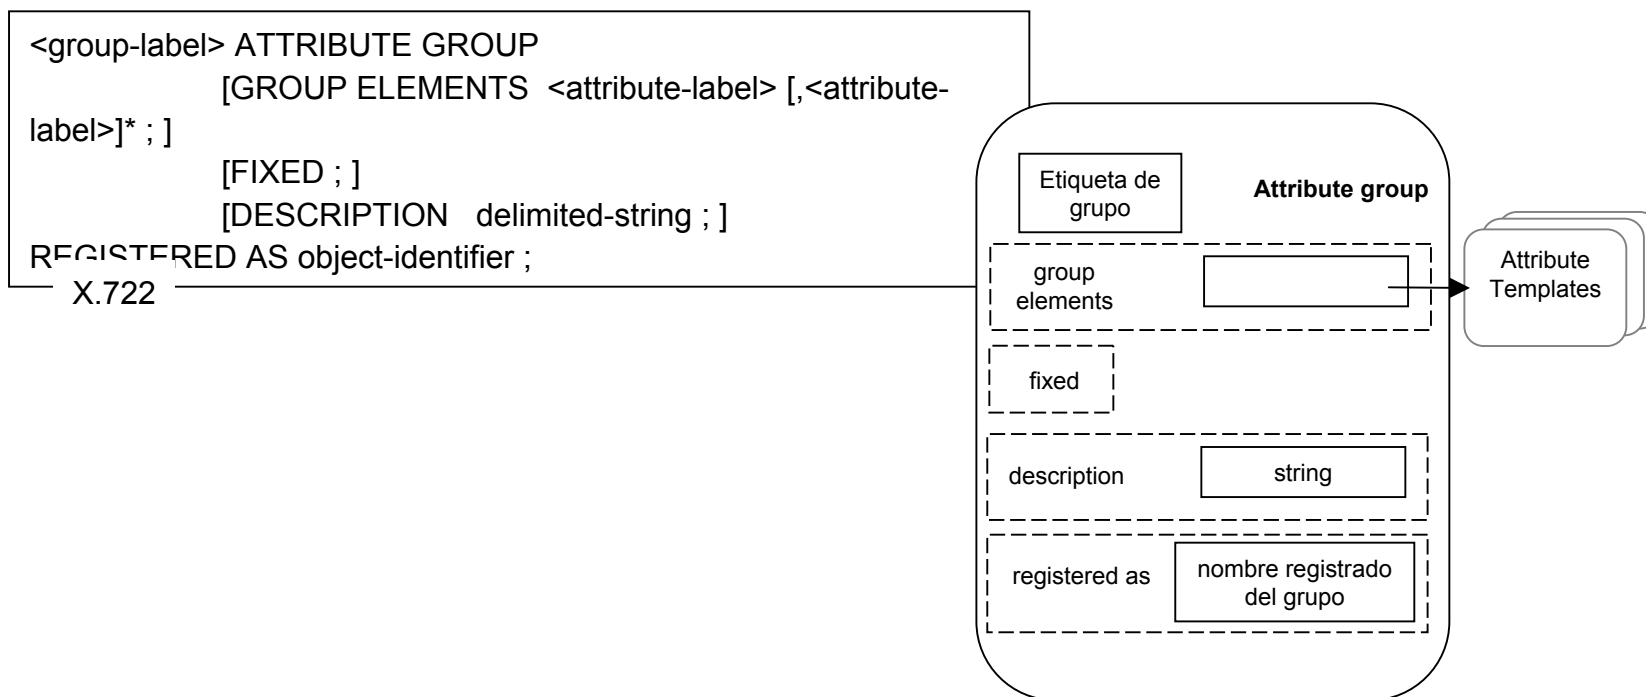 <group-label> ATTRIBUTE GROUP
[GROUP ELEMENTS <attribute-label> [,<attribute-
label>]* ; ]
[FIXED ; ]
[DESCRIPTION delimited-string ; ]
REGISTERED AS object-identifier ;
X.722
Etiqueta de
grupo
Attribute group
group
elements
Attribute
Templates
fixed
description
string
registered as
nombre registrado
del grupo